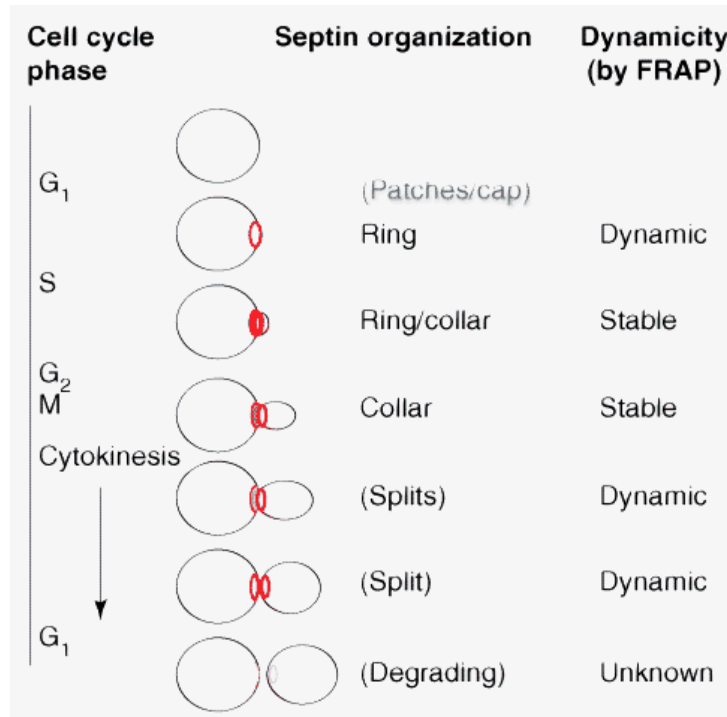 Cell cycle phase
Septin organization
Dynamicity (by FRAP)
G₁
(Patches/cap)
Ring Dynamic
S
Ring/collar Stable
G₂
M
Collar Stable
Cytokinesis
(Splits) Dynamic
(Split) Dynamic
G₁
(Degrading) Unknown